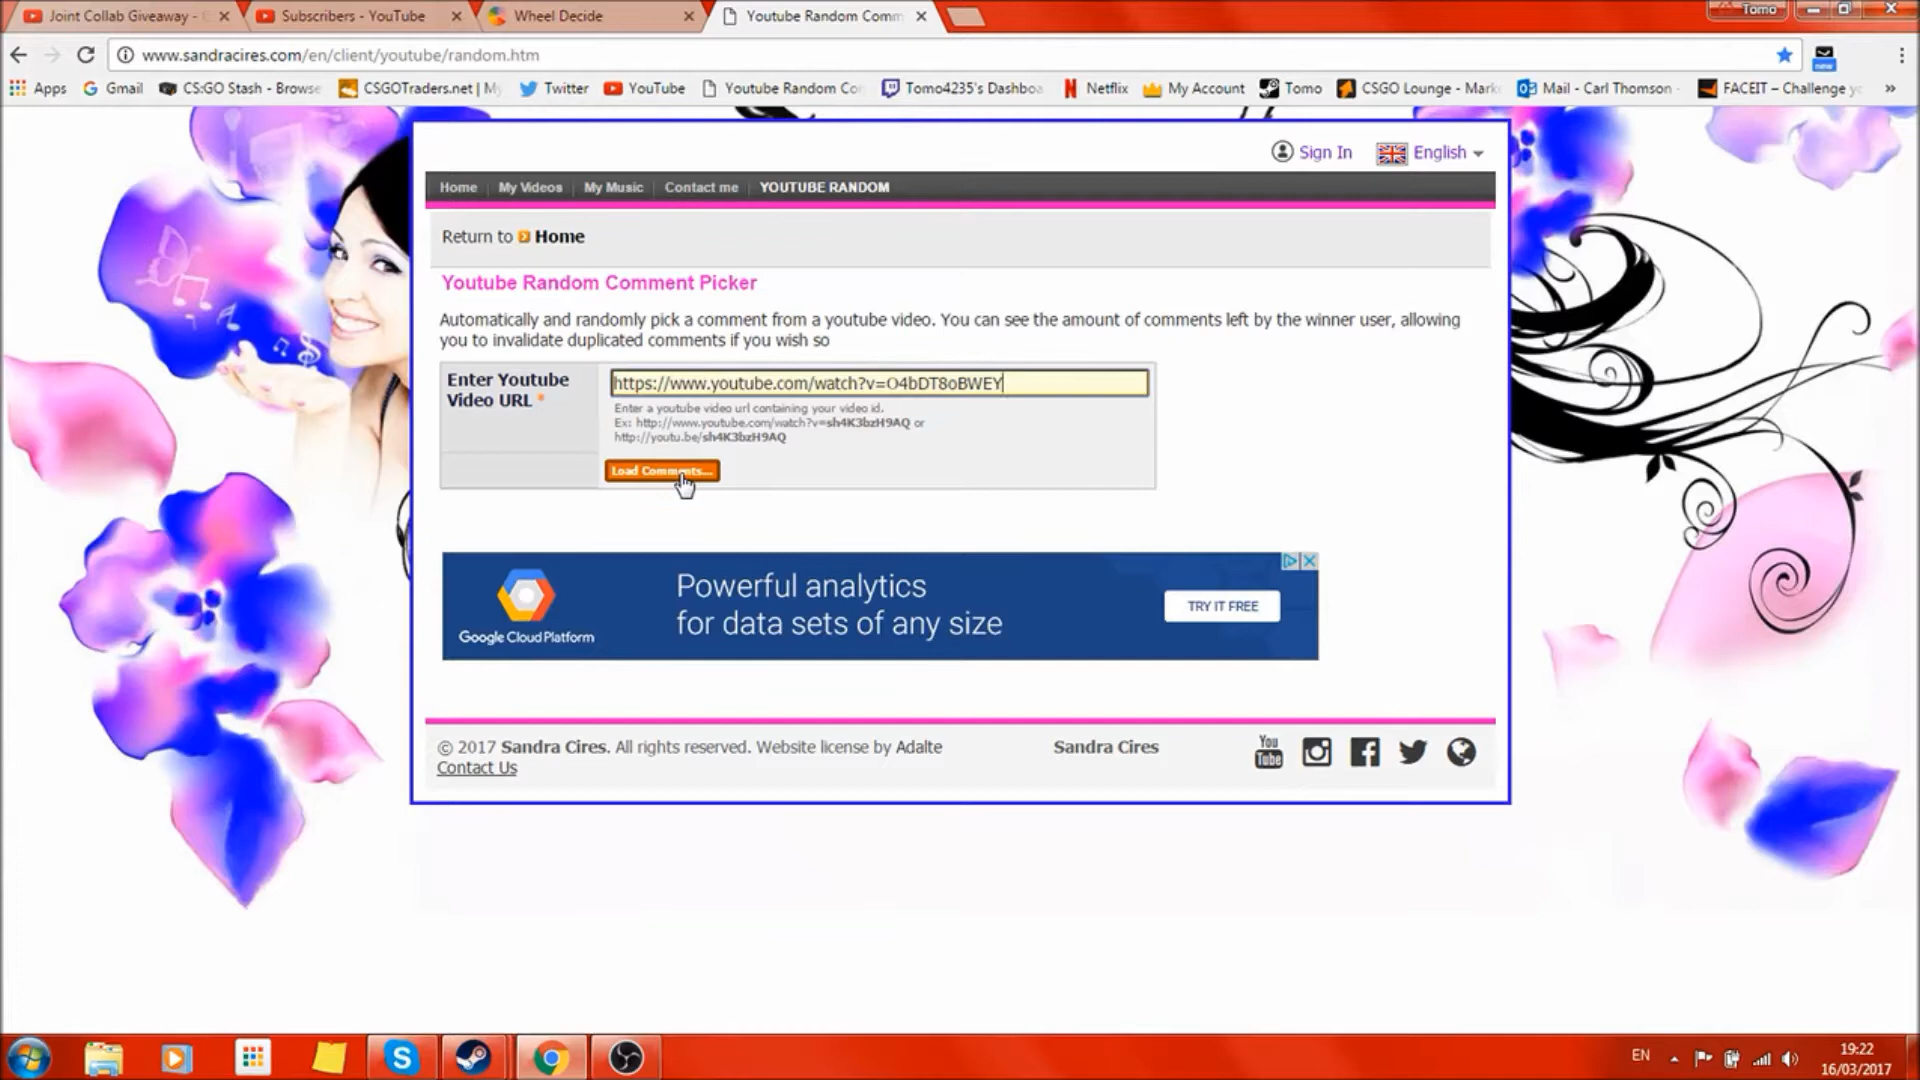 Joint Collab Giveaway -
Subscribers - YouTube
Wheel Decide
Youtube Random Comm
Tomo
www.sandracires.com/en/client/youtube/random.htm
new
Apps
Gmail
CS:GO Stash - Browse
CSGOTraders.net | My
Twitter
YouTube
Youtube Random Co
Tomo4235's Dashboa
Netflix
My Account
Tomo
CSGO Lounge - Mark
Mail - Carl Thomson -
FACEIT – Challenge yo
»
Sign In
English
Home
My Videos
My Music
Contact me
YOUTUBE RANDOM
Return to Home
Youtube Random Comment Picker
Automatically and randomly pick a comment from a youtube video. You can see the amount of comments left by the winner user, allowing
you to invalidate duplicated comments if you wish so
Enter Youtube
Video URL *
https://www.youtube.com/watch?v=O4bDT8oBWEY
Enter a youtube video url containing your video id.
Ex: http://www.youtube.com/watch?v=sh4K3bzH9AQ or
http://youtu.be/sh4K3bzH9AQ
Load Comments...
Google Cloud Platform
Powerful analytics
for data sets of any size
TRY IT FREE
© 2017 Sandra Cires. All rights reserved. Website license by Adalte
Contact Us
Sandra Cires
You
Tube
EN
19:22
16/03/2017